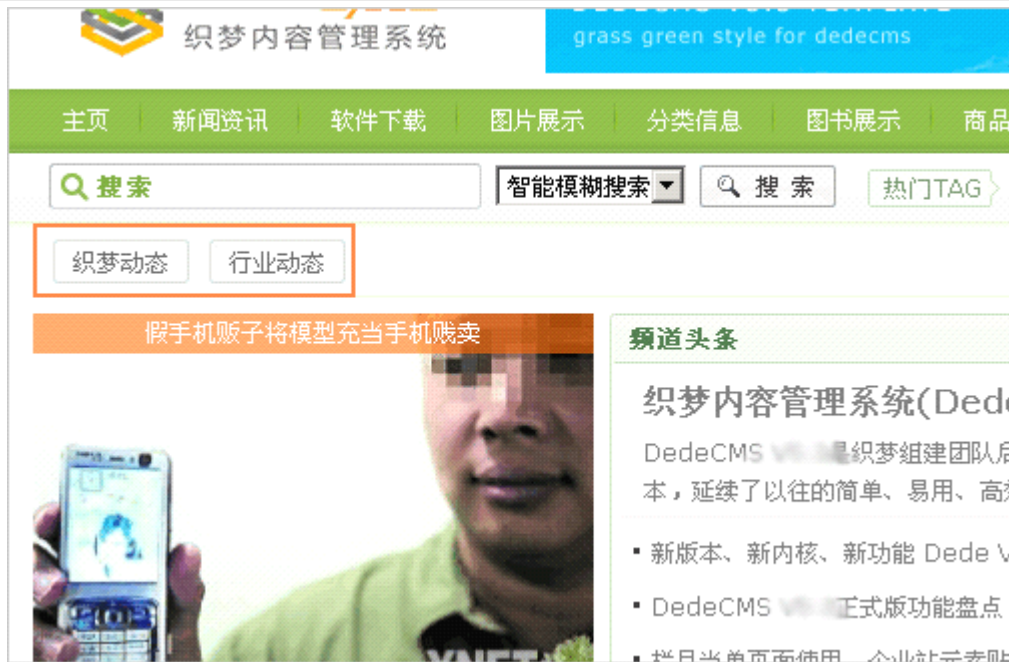 织梦内容管理系统
grass green style for dedecms
主页 新闻资讯 软件下载 图片展示 分类信息 图书展示 商品
搜索 智能模糊搜索 搜索 热门TAG
织梦动态 行业动态
假手机贩子将模型充当手机贱卖
频道头条
织梦内容管理系统(Dede
DedeCMS 是织梦组建团队后
本，延续了以往的简单、易用、高
新版本、新内核、新功能 Dede V
DedeCMS 正式版功能盘点